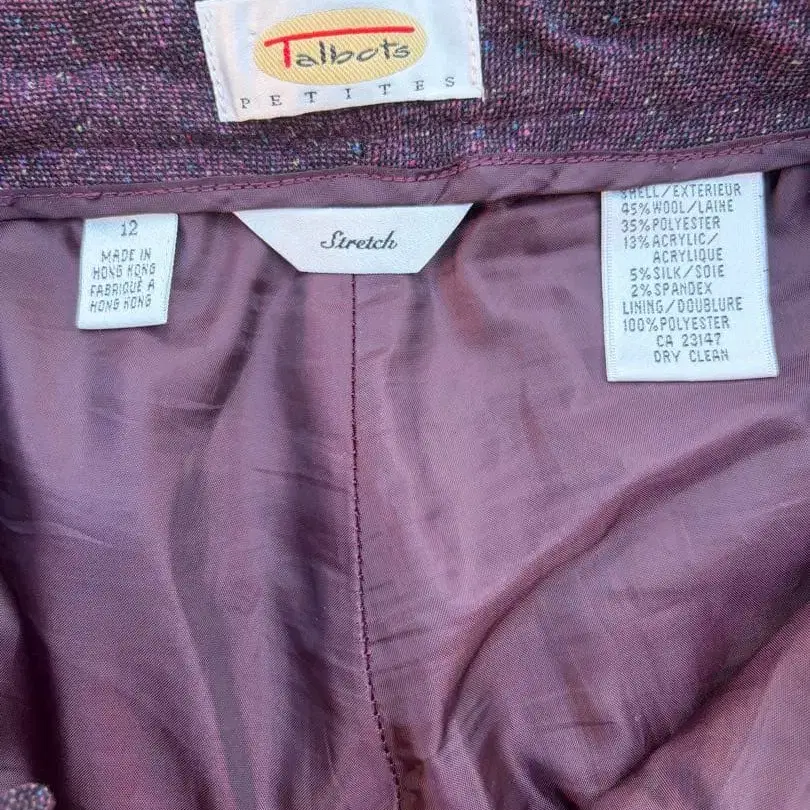 Talbots
PETITES
12
MADE IN
HONG KONG
FABRIQUÉ A
HONG KONG
Stretch
SHELL/EXTERIEUR
45%WOOL/LAINE
35%POLYESTER
13%ACRYLIC/
ACRYLIQUE
5%SILK/SOIE
2%SPANDEX
LINING/DOUBLURE
100%POLYESTER
CA 23147
DRY CLEAN